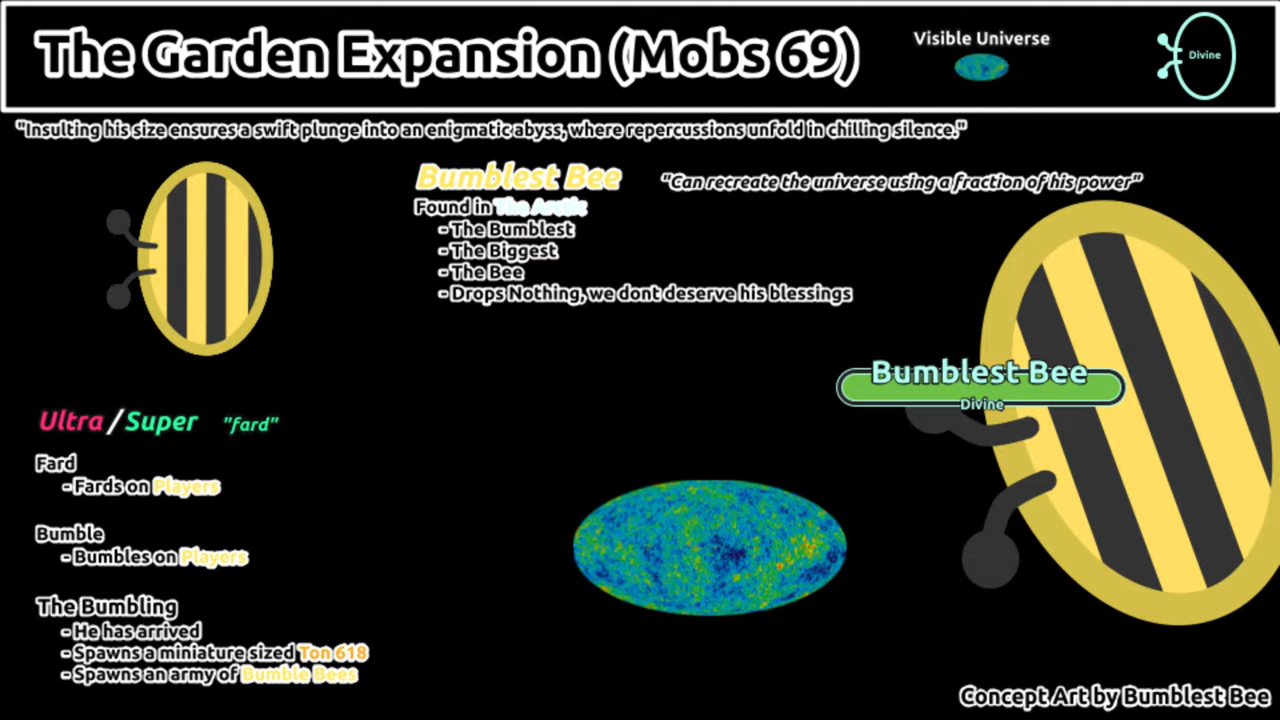 The Garden Expansion (Mobs 69)
Visible Universe
Divine
"Insulting his size ensures a swift plunge into an enigmatic abyss, where repercussions unfold in chilling silence."
Bumblest Bee
"Can recreate the universe using a fraction of his power"
Found in The Arctic
- The Bumblest
- The Biggest
- The Bee
- Drops Nothing, we dont deserve his blessings
Bumblest Bee
Divine
Ultra/Super "fard"
Fard
- Fards on Players
Bumble
- Bumbles on Players
The Bumbling
- He has arrived
- Spawns a miniature sized Ton 618
- Spawns an army of Bumble Bees
Concept Art by Bumblest Bee